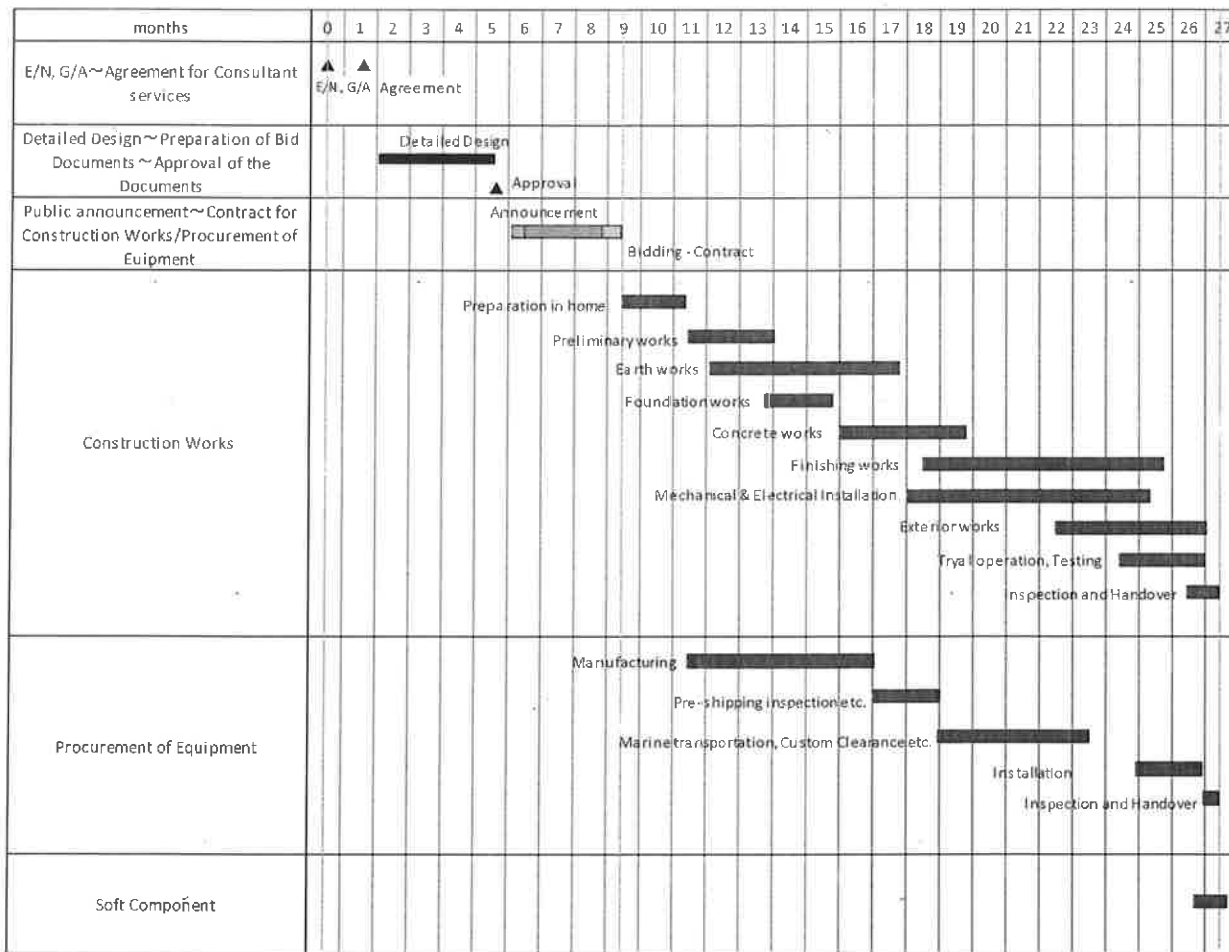 months 0 1 2 3 4 5 6 7 8 9 10 11 12 13 14 15 16 17 18 19 20 21 22 23 24 25 26 27
E/N, G/A～Agreement for Consultant
services
E/N, G/A Agreement
Detailed Design～Preparation of Bid
Documents～Approval of the
Documents
Detailed Design
Approval
Public announcement～Contract for
Construction Works/Procurement of
Euipment
Announcement
Bidding - Contract
Construction Works
Preparation in home
Preliminary works
Earth works
Foundation works
Concrete works
Finishing works
Mechanical & Electrical Installation
Exterior works
Tryal operation, Testing
Inspection and Handover
Procurement of Equipment
Manufacturing
Pre-shipping inspection etc.
Marine transportation, Custom Clearance etc.
Installation
Inspection and Handover
Soft Component